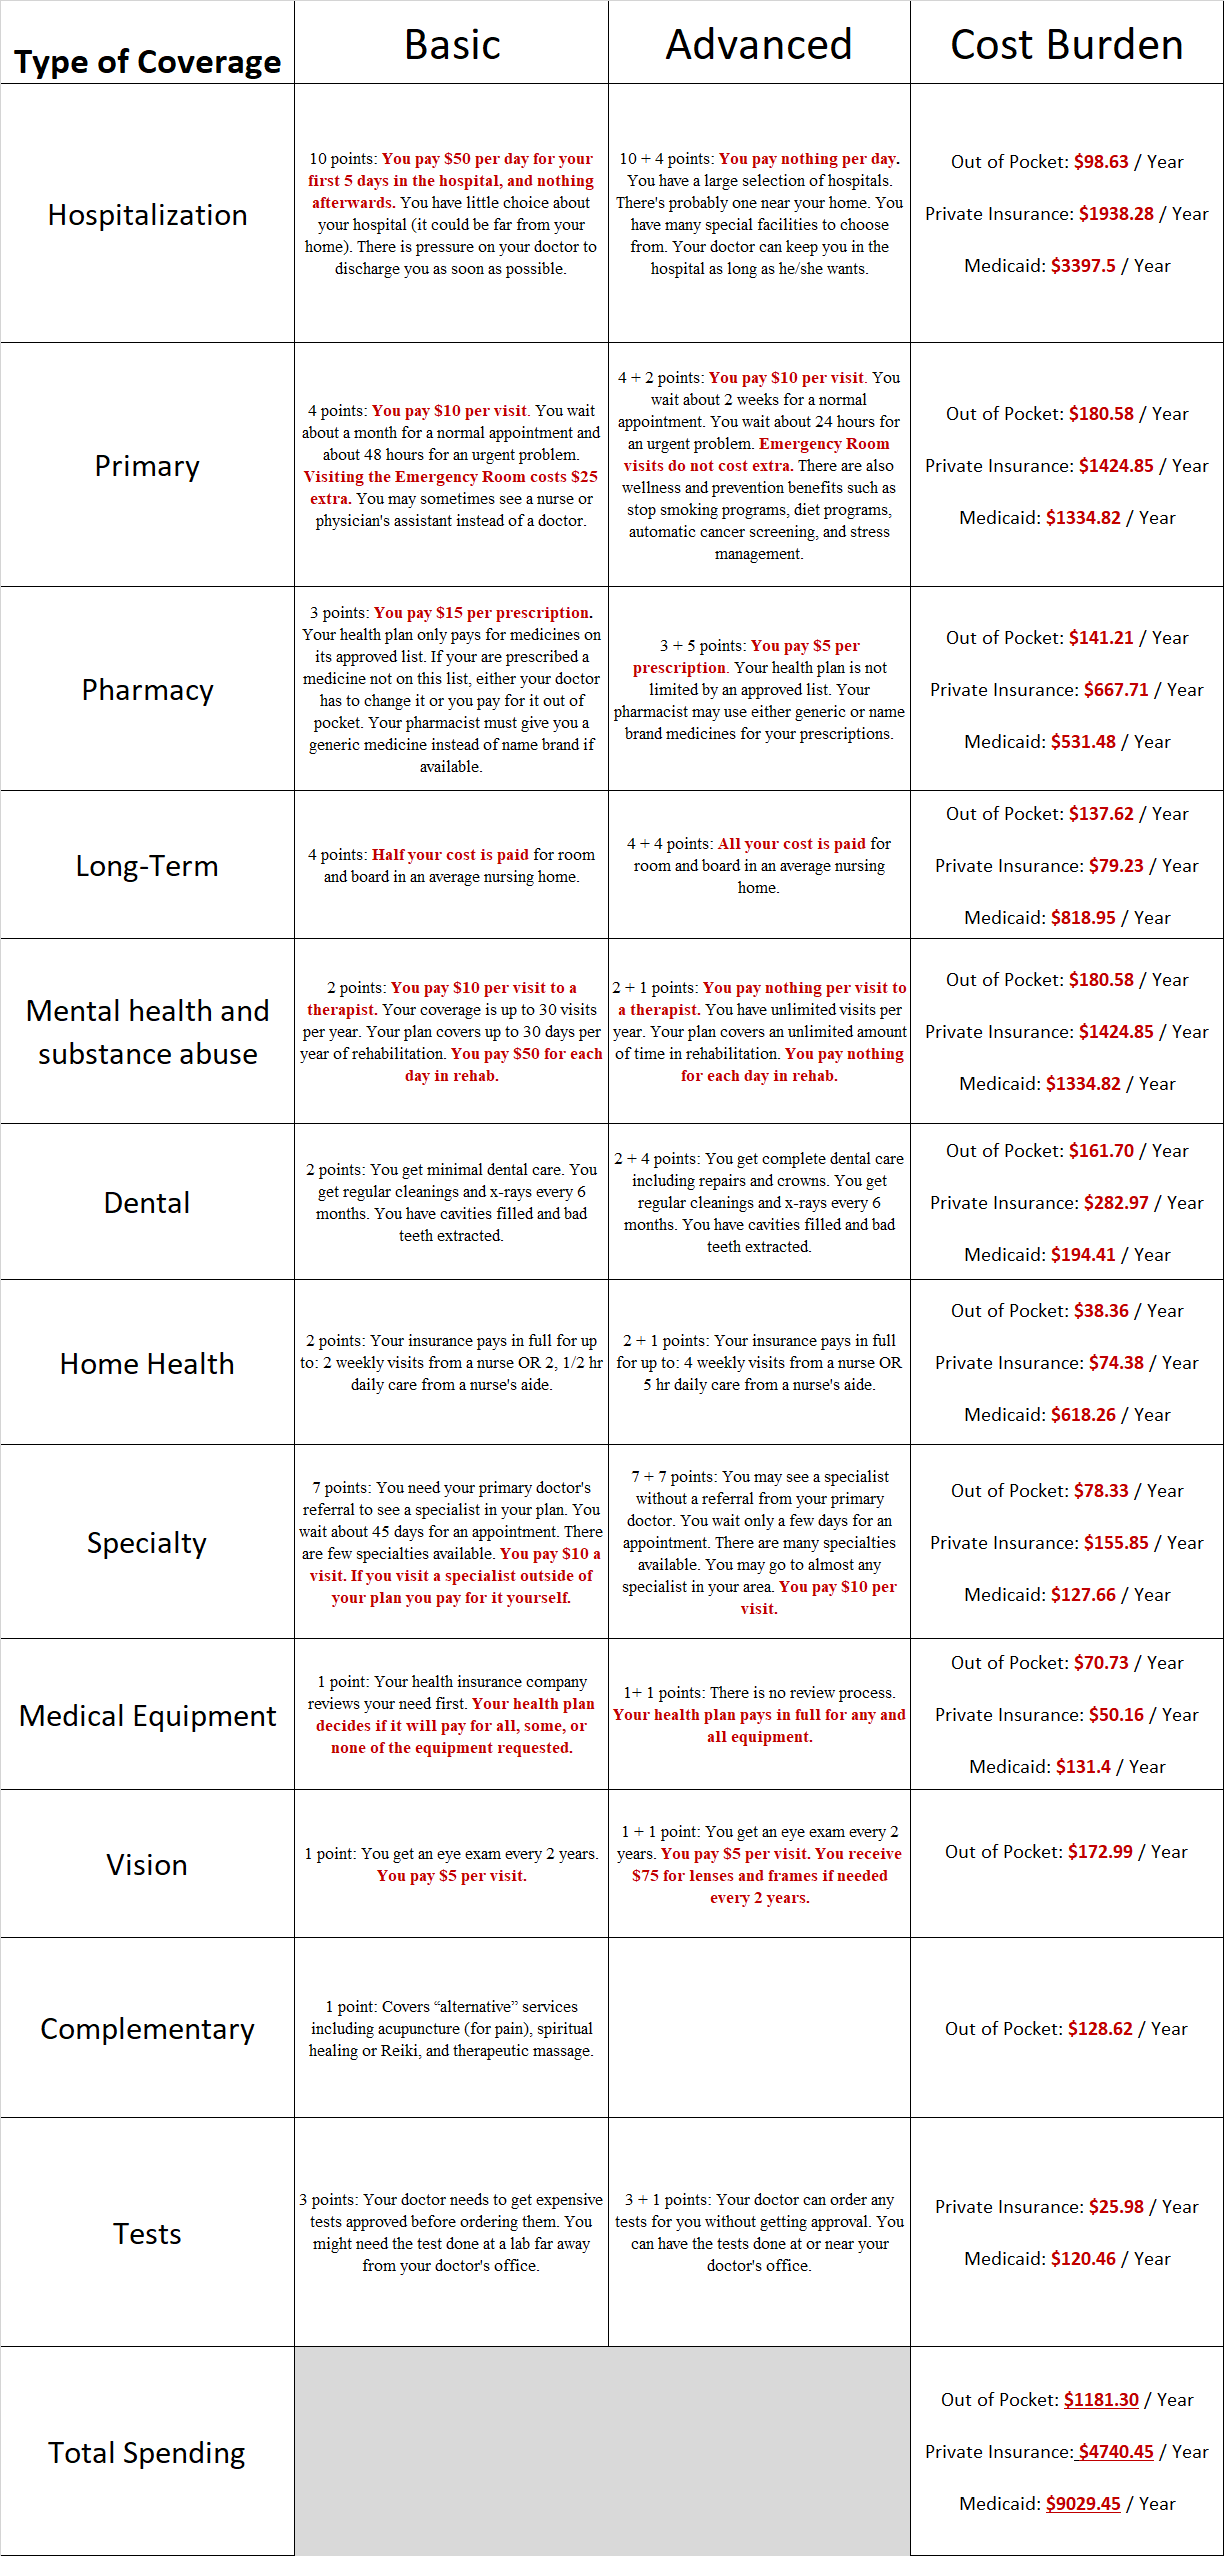 Type of Coverage
Basic
Advanced
Cost Burden
Hospitalization
10 points: You pay $50 per day for your
first 5 days in the hospital, and nothing
afterwards. You have little choice about
your hospital (it could be far from your
home). There is pressure on your doctor to
discharge you as soon as possible.
10 + 4 points: You pay nothing per day.
You have a large selection of hospitals.
There's probably one near your home. You
have many special facilities to choose
from. Your doctor can keep you in the
hospital as long as he/she wants.
Out of Pocket: $98.63 / Year
Private Insurance: $1938.28 / Year
Medicaid: $3397.5 / Year
Primary
4 points: You pay $10 per visit. You wait
about a month for a normal appointment and
about 48 hours for an urgent problem.
Visiting the Emergency Room costs $25
extra. You may sometimes see a nurse or
physician's assistant instead of a doctor.
4 + 2 points: You pay $10 per visit. You
wait about 2 weeks for a normal
appointment. You wait about 24 hours for
an urgent problem. Emergency Room
visits do not cost extra. There are also
wellness and prevention benefits such as
stop smoking programs, diet programs,
automatic cancer screening, and stress
management.
Out of Pocket: $180.58 / Year
Private Insurance: $1424.85 / Year
Medicaid: $1334.82 / Year
Pharmacy
3 points: You pay $15 per prescription.
Your health plan only pays for medicines on
its approved list. If your are prescribed a
medicine not on this list, either your doctor
has to change it or you pay for it out of
pocket. Your pharmacist must give you a
generic medicine instead of name brand if
available.
3 + 5 points: You pay $5 per
prescription. Your health plan is not
limited by an approved list. Your
pharmacist may use either generic or name
brand medicines for your prescriptions.
Out of Pocket: $141.21 / Year
Private Insurance: $667.71 / Year
Medicaid: $531.48 / Year
Long-Term
4 points: Half your cost is paid for room
and board in an average nursing home.
4 + 4 points: All your cost is paid for
room and board in an average nursing
home.
Out of Pocket: $137.62 / Year
Private Insurance: $79.23 / Year
Medicaid: $818.95 / Year
Mental health and
substance abuse
2 points: You pay $10 per visit to a
therapist. Your coverage is up to 30 visits
per year. Your plan covers up to 30 days per
year of rehabilitation. You pay $50 for each
day in rehab.
2 + 1 points: You pay nothing per visit to
a therapist. You have unlimited visits per
year. Your plan covers an unlimited amount
of time in rehabilitation. You pay nothing
for each day in rehab.
Out of Pocket: $180.58 / Year
Private Insurance: $1424.85 / Year
Medicaid: $1334.82 / Year
Dental
2 points: You get minimal dental care. You
get regular cleanings and x-rays every 6
months. You have cavities filled and bad
teeth extracted.
2 + 4 points: You get complete dental care
including repairs and crowns. You get
regular cleanings and x-rays every 6
months. You have cavities filled and bad
teeth extracted.
Out of Pocket: $161.70 / Year
Private Insurance: $282.97 / Year
Medicaid: $194.41 / Year
Home Health
2 points: Your insurance pays in full for up
to: 2 weekly visits from a nurse OR 2, 1/2 hr
daily care from a nurse's aide.
2 + 1 points: Your insurance pays in full
for up to: 4 weekly visits from a nurse OR
5 hr daily care from a nurse's aide.
Out of Pocket: $38.36 / Year
Private Insurance: $74.38 / Year
Medicaid: $618.26 / Year
Specialty
7 points: You need your primary doctor's
referral to see a specialist in your plan. You
wait about 45 days for an appointment. There
are few specialties available. You pay $10 a
visit. If you visit a specialist outside of
your plan you pay for it yourself.
7 + 7 points: You may see a specialist
without a referral from your primary
doctor. You wait only a few days for an
appointment. There are many specialties
available. You may go to almost any
specialist in your area. You pay $10 per
visit.
Out of Pocket: $78.33 / Year
Private Insurance: $155.85 / Year
Medicaid: $127.66 / Year
Medical Equipment
1 point: Your health insurance company
reviews your need first. Your health plan
decides if it will pay for all, some, or
none of the equipment requested.
1+ 1 points: There is no review process.
Your health plan pays in full for any and
all equipment.
Out of Pocket: $70.73 / Year
Private Insurance: $50.16 / Year
Medicaid: $131.4 / Year
Vision
1 point: You get an eye exam every 2 years.
You pay $5 per visit.
1 + 1 point: You get an eye exam every 2
years. You pay $5 per visit. You receive
$75 for lenses and frames if needed
every 2 years.
Out of Pocket: $172.99 / Year
Complementary
1 point: Covers “alternative” services
including acupuncture (for pain), spiritual
healing or Reiki, and therapeutic massage.
Out of Pocket: $128.62 / Year
Tests
3 points: Your doctor needs to get expensive
tests approved before ordering them. You
might need the test done at a lab far away
from your doctor's office.
3 + 1 points: Your doctor can order any
tests for you without getting approval. You
can have the tests done at or near your
doctor's office.
Private Insurance: $25.98 / Year
Medicaid: $120.46 / Year
Total Spending
Out of Pocket: $1181.30 / Year
Private Insurance: $4740.45 / Year
Medicaid: $9029.45 / Year